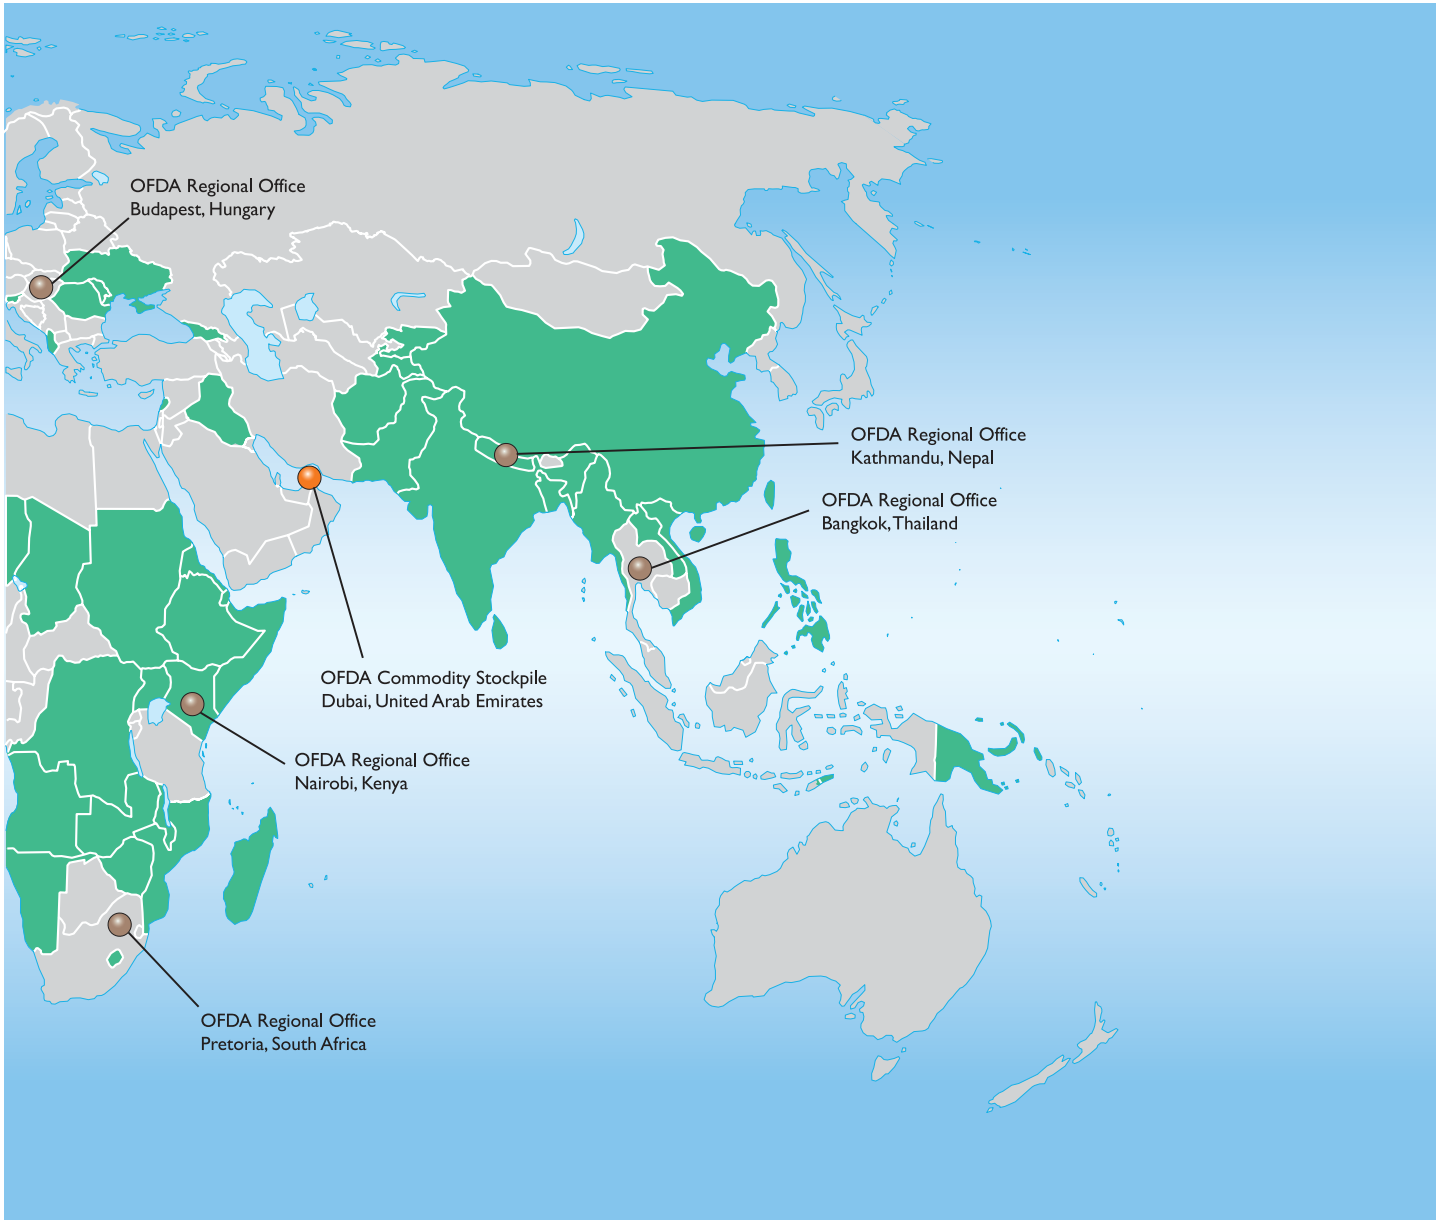 OFDA Regional Office
Budapest, Hungary
OFDA Regional Office
Kathmandu, Nepal
OFDA Regional Office
Bangkok, Thailand
OFDA Commodity Stockpile
Dubai, United Arab Emirates
OFDA Regional Office
Nairobi, Kenya
OFDA Regional Office
Pretoria, South Africa